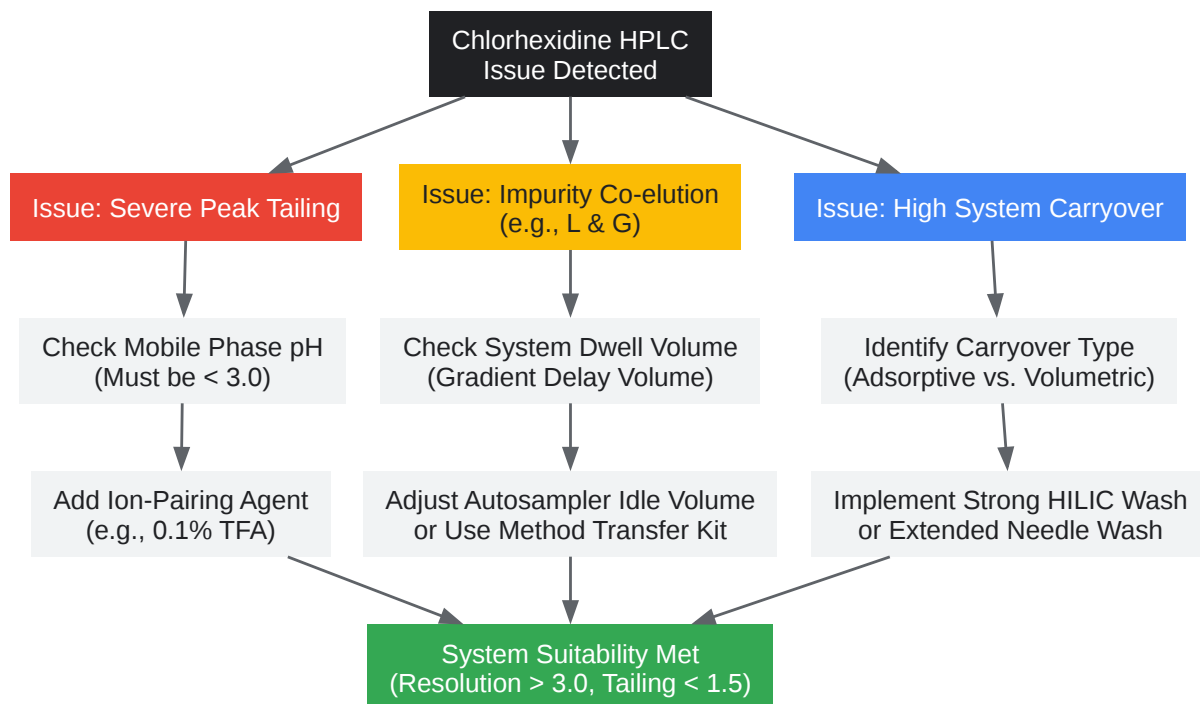 Chlorhexidine HPLC
Issue Detected
Issue: Severe Peak Tailing
Issue: Impurity Co-elution
(e.g., L & G)
Issue: High System Carryover
Check Mobile Phase pH
(Must be < 3.0)
Check System Dwell Volume
(Gradient Delay Volume)
Identify Carryover Type
(Adsorptive vs. Volumetric)
Add Ion-Pairing Agent
(e.g., 0.1% TFA)
Adjust Autosampler Idle Volume
or Use Method Transfer Kit
Implement Strong HILIC Wash
or Extended Needle Wash
System Suitability Met
(Resolution > 3.0, Tailing < 1.5)